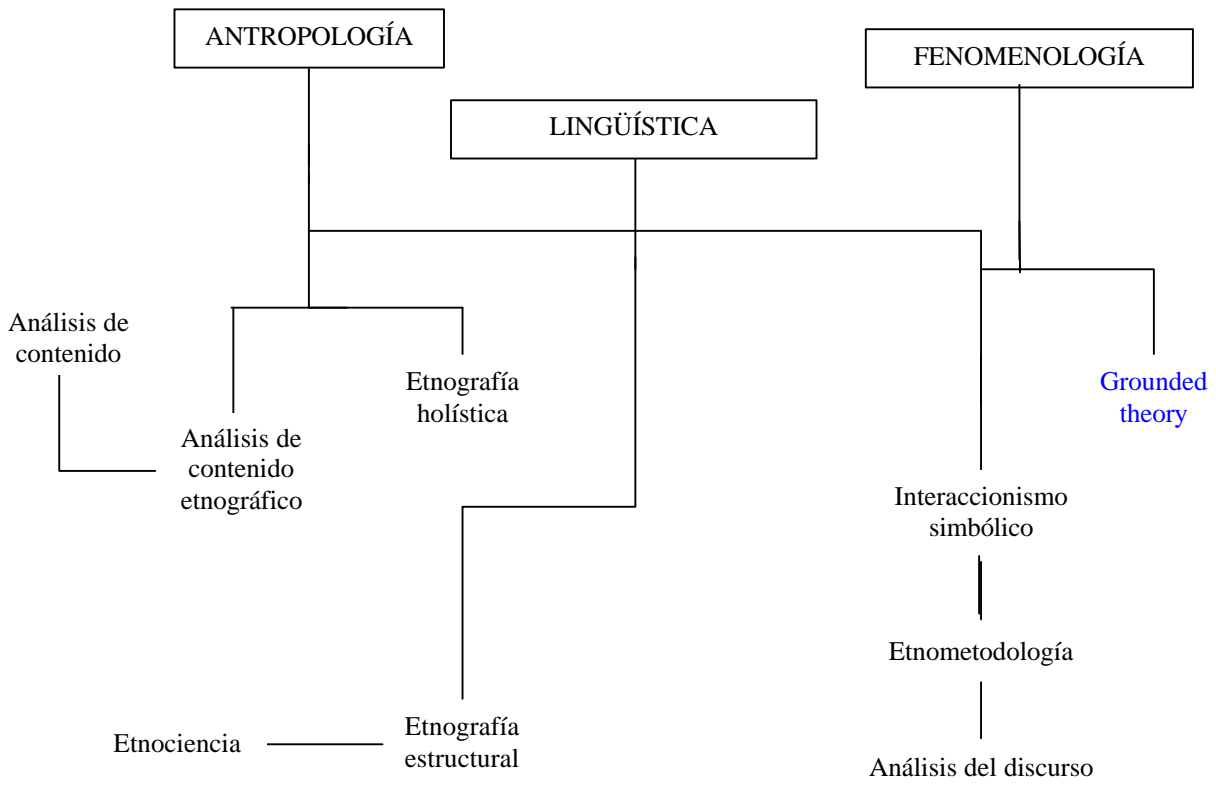 ANTROPOLOGÍA
FENOMENOLOGÍA
LINGÜÍSTICA
Análisis de
contenido
Etnografía
holística
Grounded
theory
Análisis de
contenido
etnográfico
Interaccionismo
simbólico
Etnometodología
Etnociencia
Etnografía
estructural
Análisis del discurso